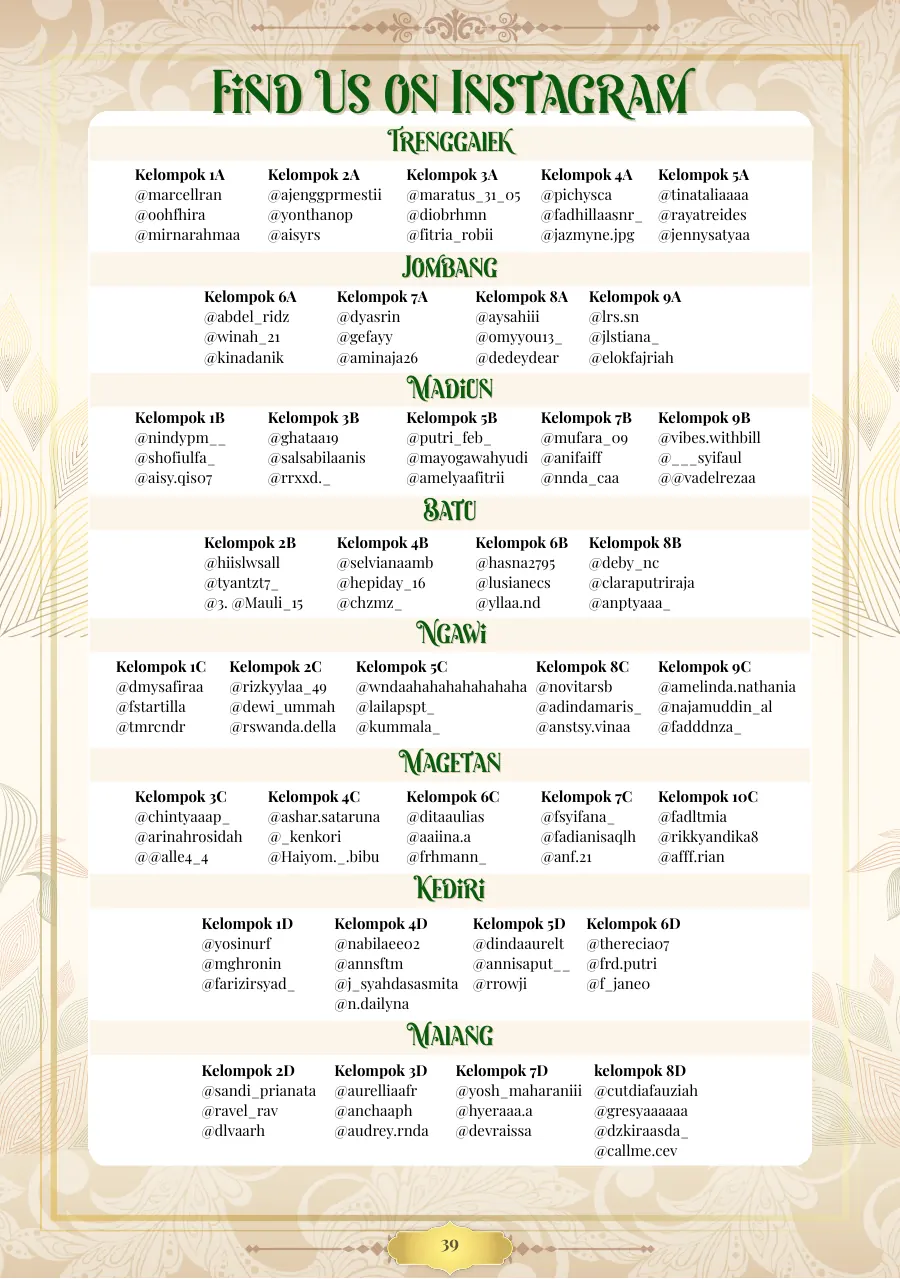 Find Us on Instagram
Trenggalek
Kelompok 1A Kelompok 2A Kelompok 3A Kelompok 4A Kelompok 5A
@marcellran @ajenggprmestii @maratus_31_05 @pichysca @tinataliaaaa
@oohfhira @yonthanop @diobrhmn @fadhillaasnr_ @rayatreides
@mirnarahmaa @aisyrs @fitria_robii @jazmyne.jpg @jennysatyaa
Jombang
Kelompok 6A Kelompok 7A Kelompok 8A Kelompok 9A
@abdel_ridz @dyasrin @aysahiii @lrs.sn
@winah_21 @gefayy @omyyou13_ @jlstiana_
@kinadanik @aminaja26 @dedeydear @elokfajriah
Madiun
Kelompok 1B Kelompok 3B Kelompok 5B Kelompok 7B Kelompok 9B
@nindypm__ @ghataa19 @putri_feb_ @mufara_09 @vibes.withbill
@shofiulfa_ @salsabilaanis @mayogawahyudi @anifaiff @___syifaul
@aisy.qis07 @rrxxd._ @amelyaafitrii @nnda_caa @@vadelrezaa
Batu
Kelompok 2B Kelompok 4B Kelompok 6B Kelompok 8B
@hiislwsall @selvianaamb @hasna2795 @deby_nc
@tyantzt7_ @hepiday_16 @lusianecs @claraputriraja
@3. @Mauli_15 @chzmz_ @yllaa.nd @anptyaaa_
Ngawi
Kelompok 1C Kelompok 2C Kelompok 5C Kelompok 8C Kelompok 9C
@dmysafiraa @rizkyylaa_49 @wndaahahahahahahaha @novitarsb @amelinda.nathania
@fstartilla @dewi_ummah @lailapspt_ @adindamaris_ @najamuddin_al
@tmrcndr @rswanda.della @kummala_ @anstsy.vinaa @fadddnza_
Magetan
Kelompok 3C Kelompok 4C Kelompok 6C Kelompok 7C Kelompok 10C
@chintyaaap_ @ashar.sataruna @ditaaulias @fsyifana_ @fadltmia
@arinahrosidah @_kenkori @aaiina.a @fadianisaqlh @rikkyandika8
@@alle4_4 @Haiyom._.bibu @frhmann_ @anf.21 @afff.rian
Kediri
Kelompok 1D Kelompok 4D Kelompok 5D Kelompok 6D
@yosinurf @nabilaee02 @dindaaurelt @therecia07
@mghronin @annsftm @annisaput__ @frd.putri
@farizirsyad_ @j_syahdasasmita @rrowji @f_jane0
@n.dailyna
Malang
Kelompok 2D Kelompok 3D Kelompok 7D kelompok 8D
@sandi_prianata @aurelliaafr @yosh_maharaniii @cutdiafauziah
@ravel_rav @anchaaph @hyeraaa.a @gresyaaaaaa
@dlvaarh @audrey.rnda @devraissa @dzkiraasda_
@callme.cev
39